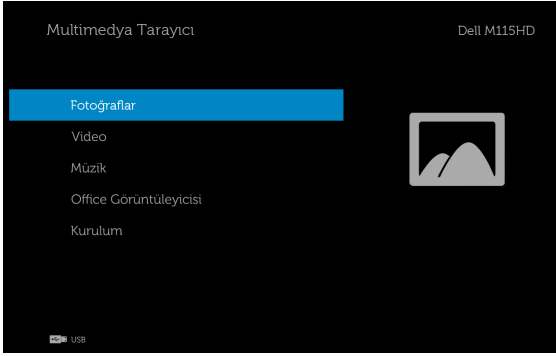 Multimedya Tarayıcı
Dell M115HD
Fotoğraflar
Video
Müzik
Office Görüntüleyicisi
Kurulum
USB